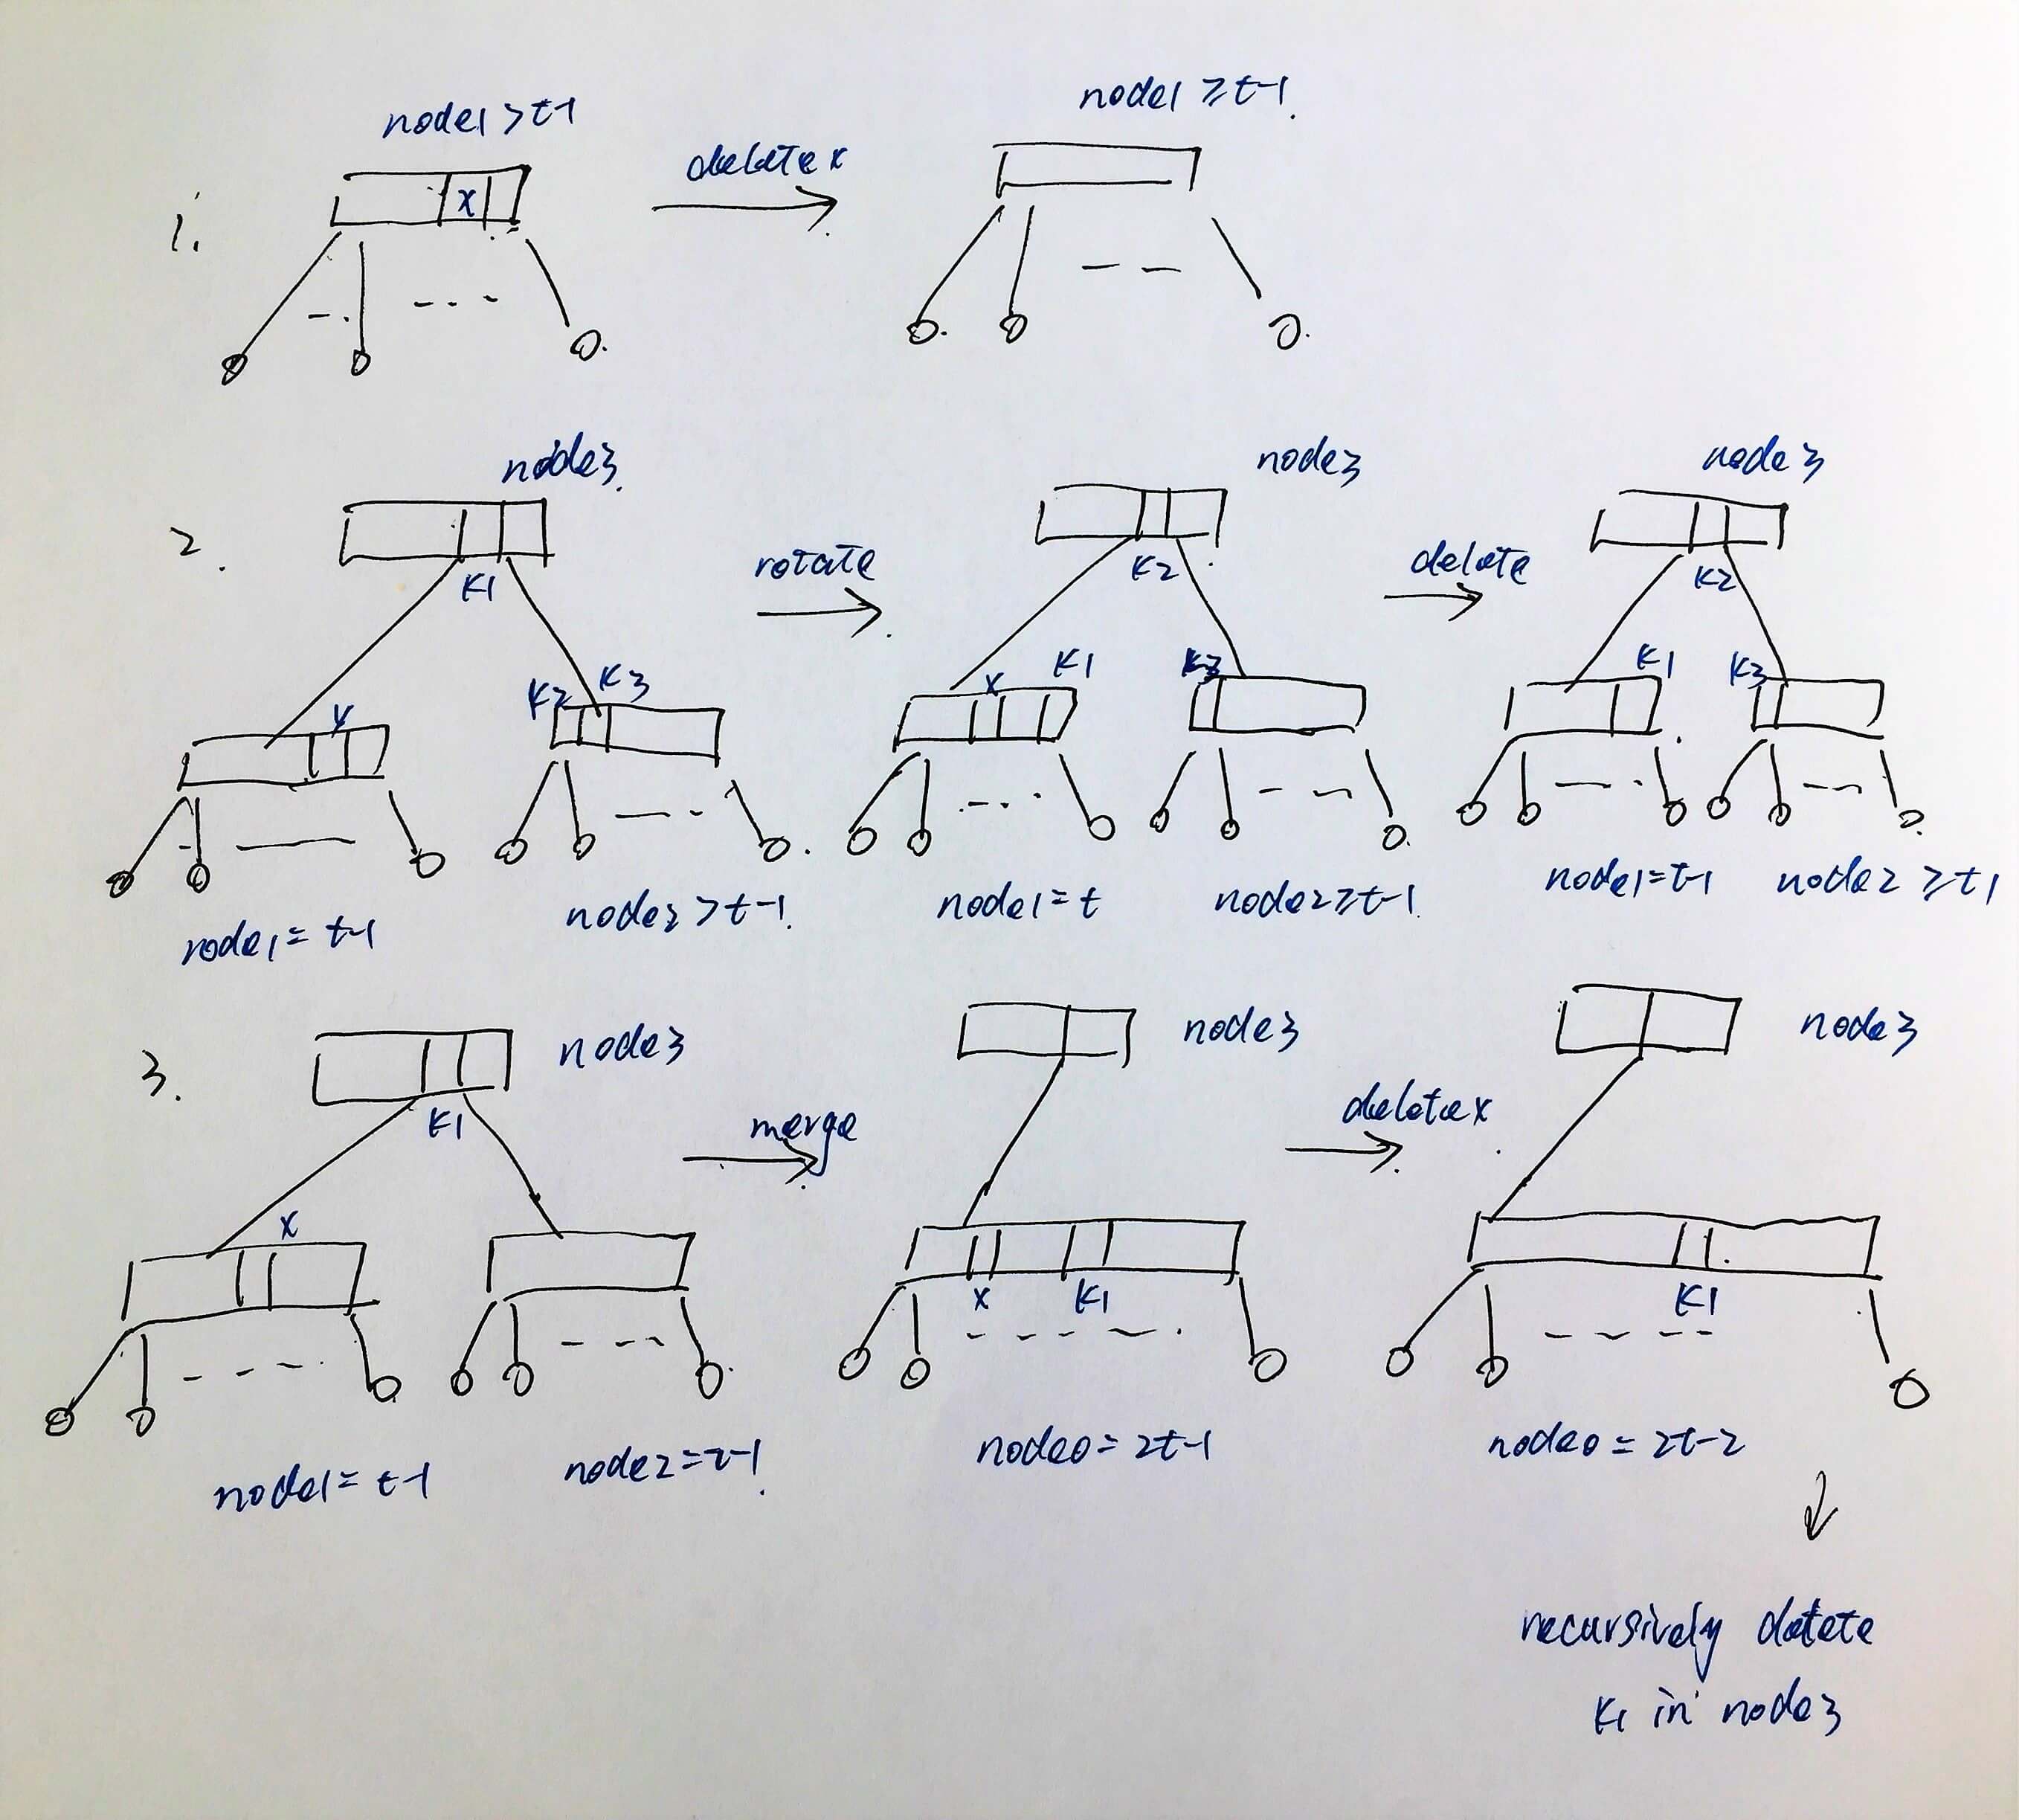 node1 > t-1
node1 ≥ t-1.
1.
x
delete x
2.
node3.
K1
x
K2 K3
node1 = t-1
node2 > t-1.
rotate
node3
K2
x K1
K3
node1 = t
node2 ≥ t-1.
delete
node3
K2
K1
K3
node1 = t-1
node2 ≥ t1
3.
node3
K1
x
node1 = t-1
node2 = t-1.
merge
node3
x K1
node0 = 2t-1
delete x
node3
K1
node0 = 2t-2
recursively delete
K1 in node3